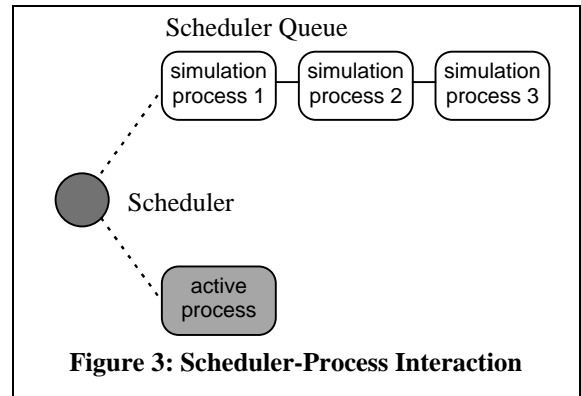 Scheduler Queue
simulation process 1
simulation process 2
simulation process 3
Scheduler
active process
Figure 3: Scheduler-Process Interaction